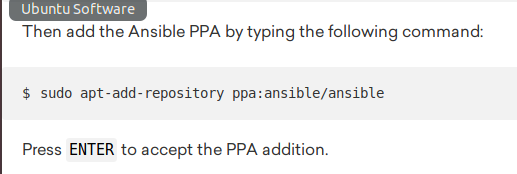 Ubuntu Software
Then add the Ansible PPA by typing the following command:
$ sudo apt-add-repository ppa:ansible/ansible
Press ENTER to accept the PPA addition.